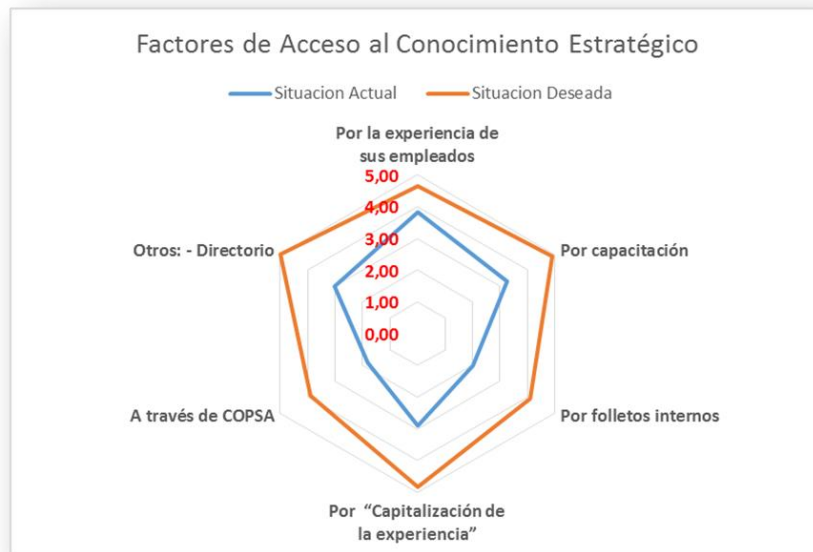 Factores de Acceso al Conocimiento Estratégico
Situacion Actual
Situacion Deseada
Por la experiencia de
sus empleados
5,00
4,00
3,00
2,00
1,00
0,00
Otros: - Directorio
Por capacitación
A través de COPSA
Por folletos internos
Por “Capitalización de
la experiencia”